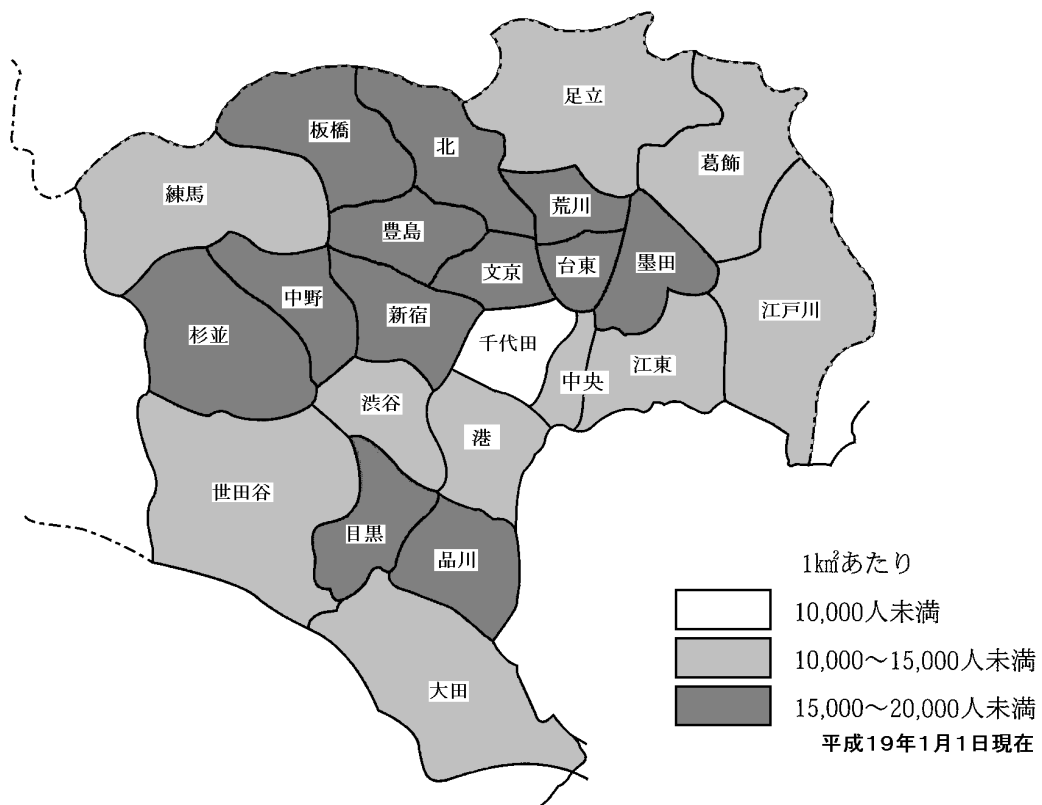 足立
板橋
北
葛飾
練馬
荒川
豊島
台東
墨田
文京
中野
新宿
江戸川
杉並
千代田
江東
中央
渋谷
港
世田谷
目黒
品川
大田
1㎢あたり
10,000人未満
10,000〜15,000人未満
15,000〜20,000人未満
平成19年1月1日現在